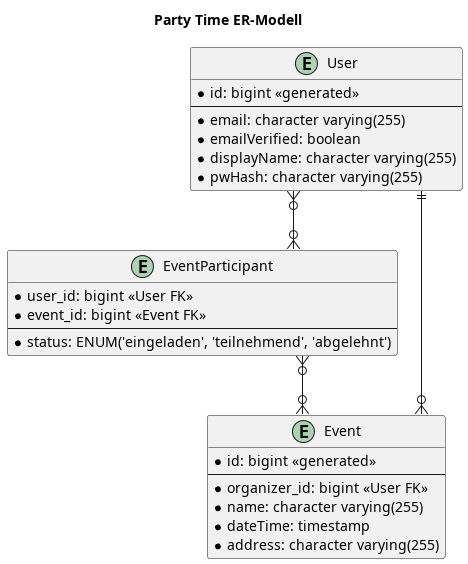 Party Time ER-Modell
E User
• id: bigint «generated»
• email: character varying(255)
• emailVerified: boolean
• displayName: character varying(255)
• pwHash: character varying(255)
E EventParticipant
• user_id: bigint «User FK»
• event_id: bigint «Event FK»
• status: ENUM('eingeladen', 'teilnehmend', 'abgelehnt')
E Event
• id: bigint «generated»
• organizer_id: bigint «User FK»
• name: character varying(255)
• dateTime: timestamp
• address: character varying(255)